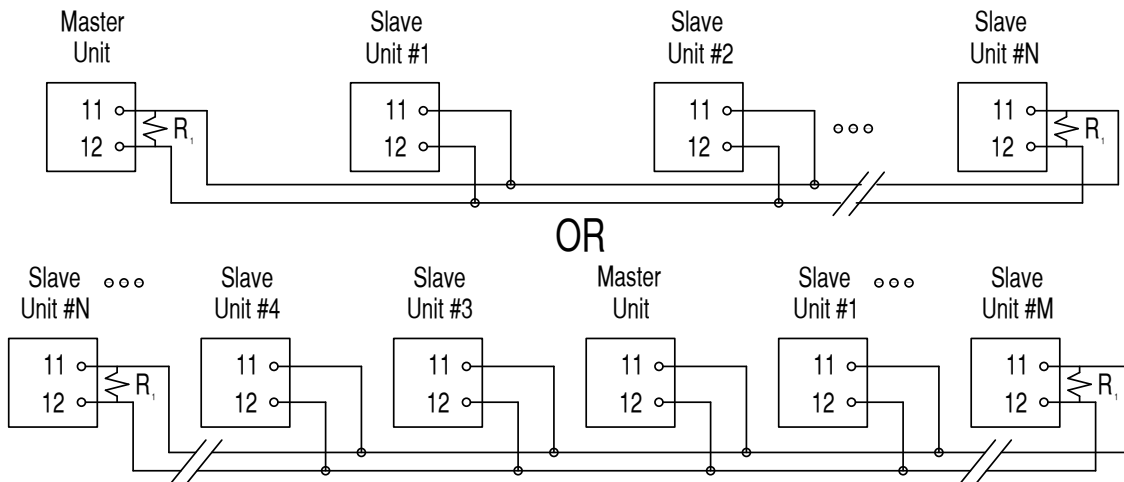 Master Unit
Slave Unit #1
Slave Unit #2
Slave Unit #N
11
12
R1
11
12
11
12
11
12
R1
OR
Slave Unit #N
Slave Unit #4
Slave Unit #3
Master Unit
Slave Unit #1
Slave Unit #M
11
12
R1
11
12
11
12
11
12
11
12
11
12
R1